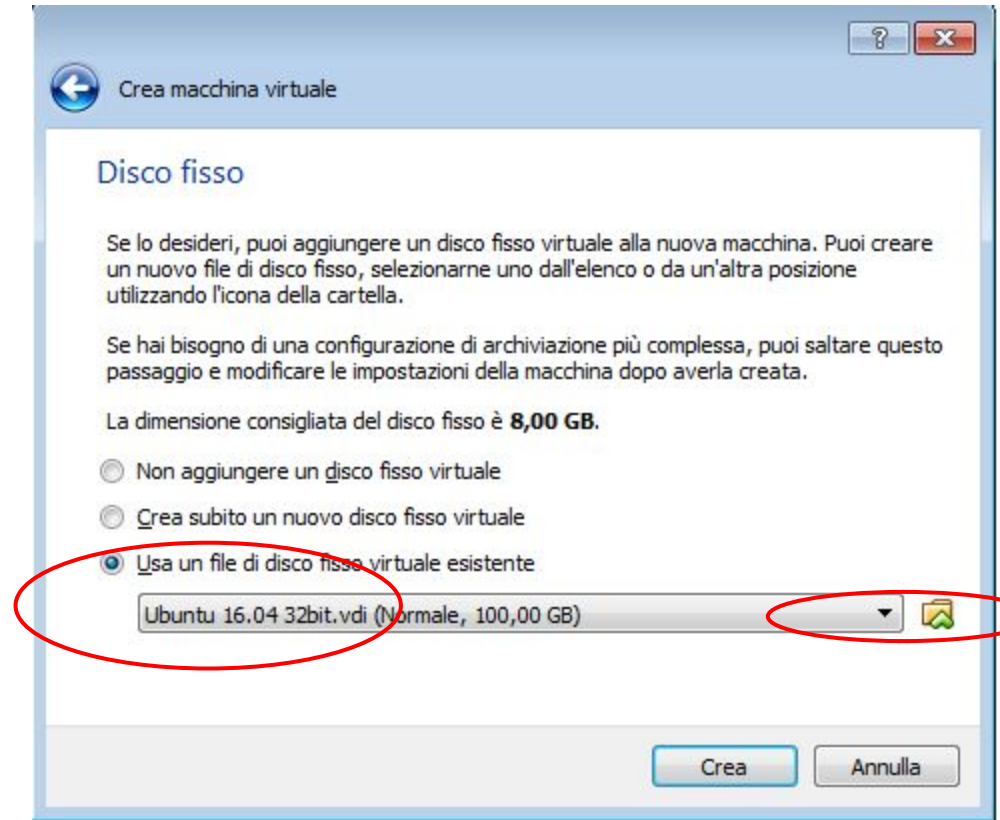 ?
Crea macchina virtuale
Disco fisso
Se lo desideri, puoi aggiungere un disco fisso virtuale alla nuova macchina. Puoi creare
un nuovo file di disco fisso, selezionarne uno dall'elenco o da un'altra posizione
utilizzando l'icona della cartella.
Se hai bisogno di una configurazione di archiviazione più complessa, puoi saltare questo
passaggio e modificare le impostazioni della macchina dopo averla creata.
La dimensione consigliata del disco fisso è 8,00 GB.
Non aggiungere un disco fisso virtuale
Crea subito un nuovo disco fisso virtuale
Usa un file di disco fisso virtuale esistente
Ubuntu 16.04 32bit.vdi (Normale, 100,00 GB)
Crea Annulla